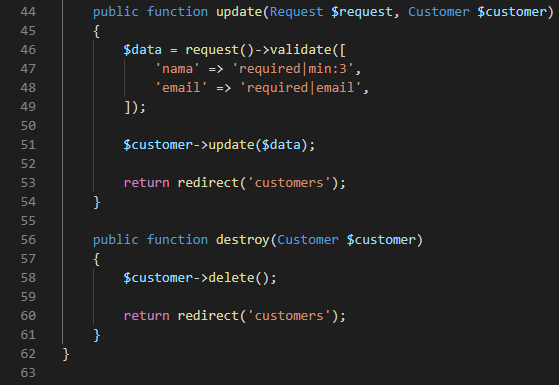 44 public function update(Request $request, Customer $customer)
45 {
46 $data = request()->validate([
47 'nama' => 'required|min:3',
48 'email' => 'required|email',
49 ]);
50
51 $customer->update($data);
52
53 return redirect('customers');
54 }
55
56 public function destroy(Customer $customer)
57 {
58 $customer->delete();
59
60 return redirect('customers');
61 }
62 }
63